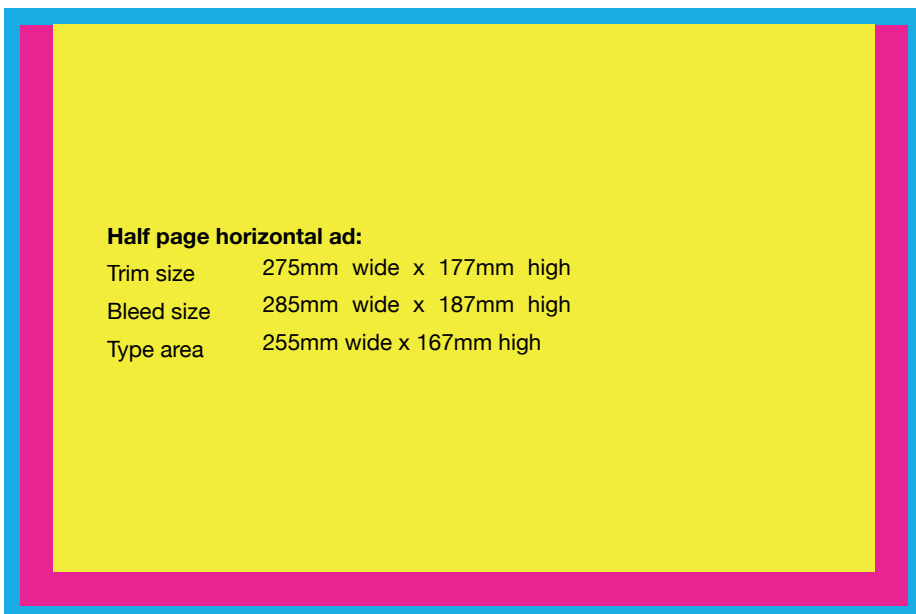 Half page horizontal ad:
Trim size 275mm wide x 177mm high
Bleed size 285mm wide x 187mm high
Type area 255mm wide x 167mm high